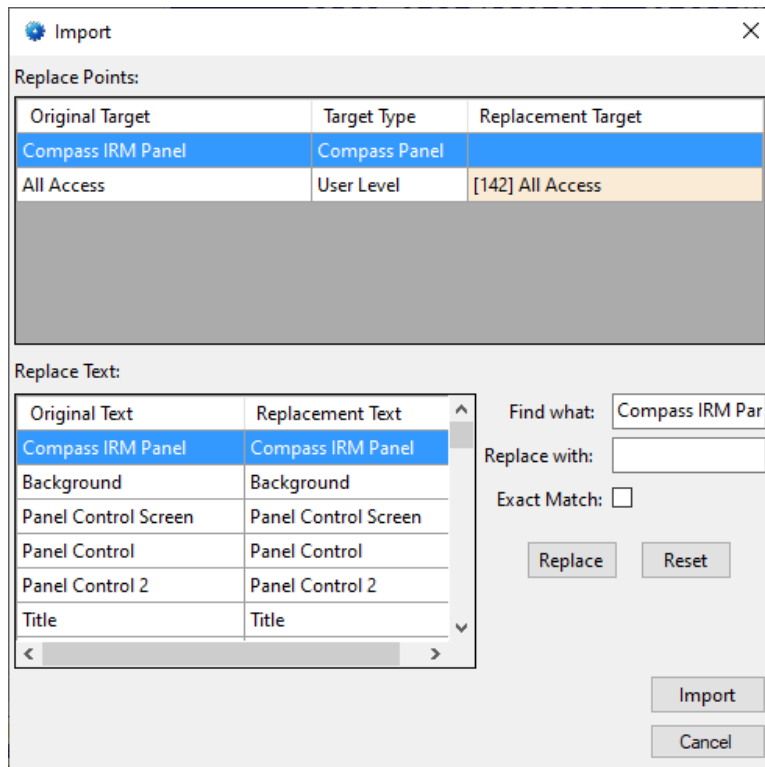 Import
Replace Points:
Original Target Target Type Replacement Target
Compass IRM Panel Compass Panel
All Access User Level [142] All Access
Replace Text:
Original Text Replacement Text
Compass IRM Panel Compass IRM Panel
Background Background
Panel Control Screen Panel Control Screen
Panel Control Panel Control
Panel Control 2 Panel Control 2
Title Title
Find what: Compass IRM Par
Replace with:
Exact Match:
Replace Reset
Import
Cancel